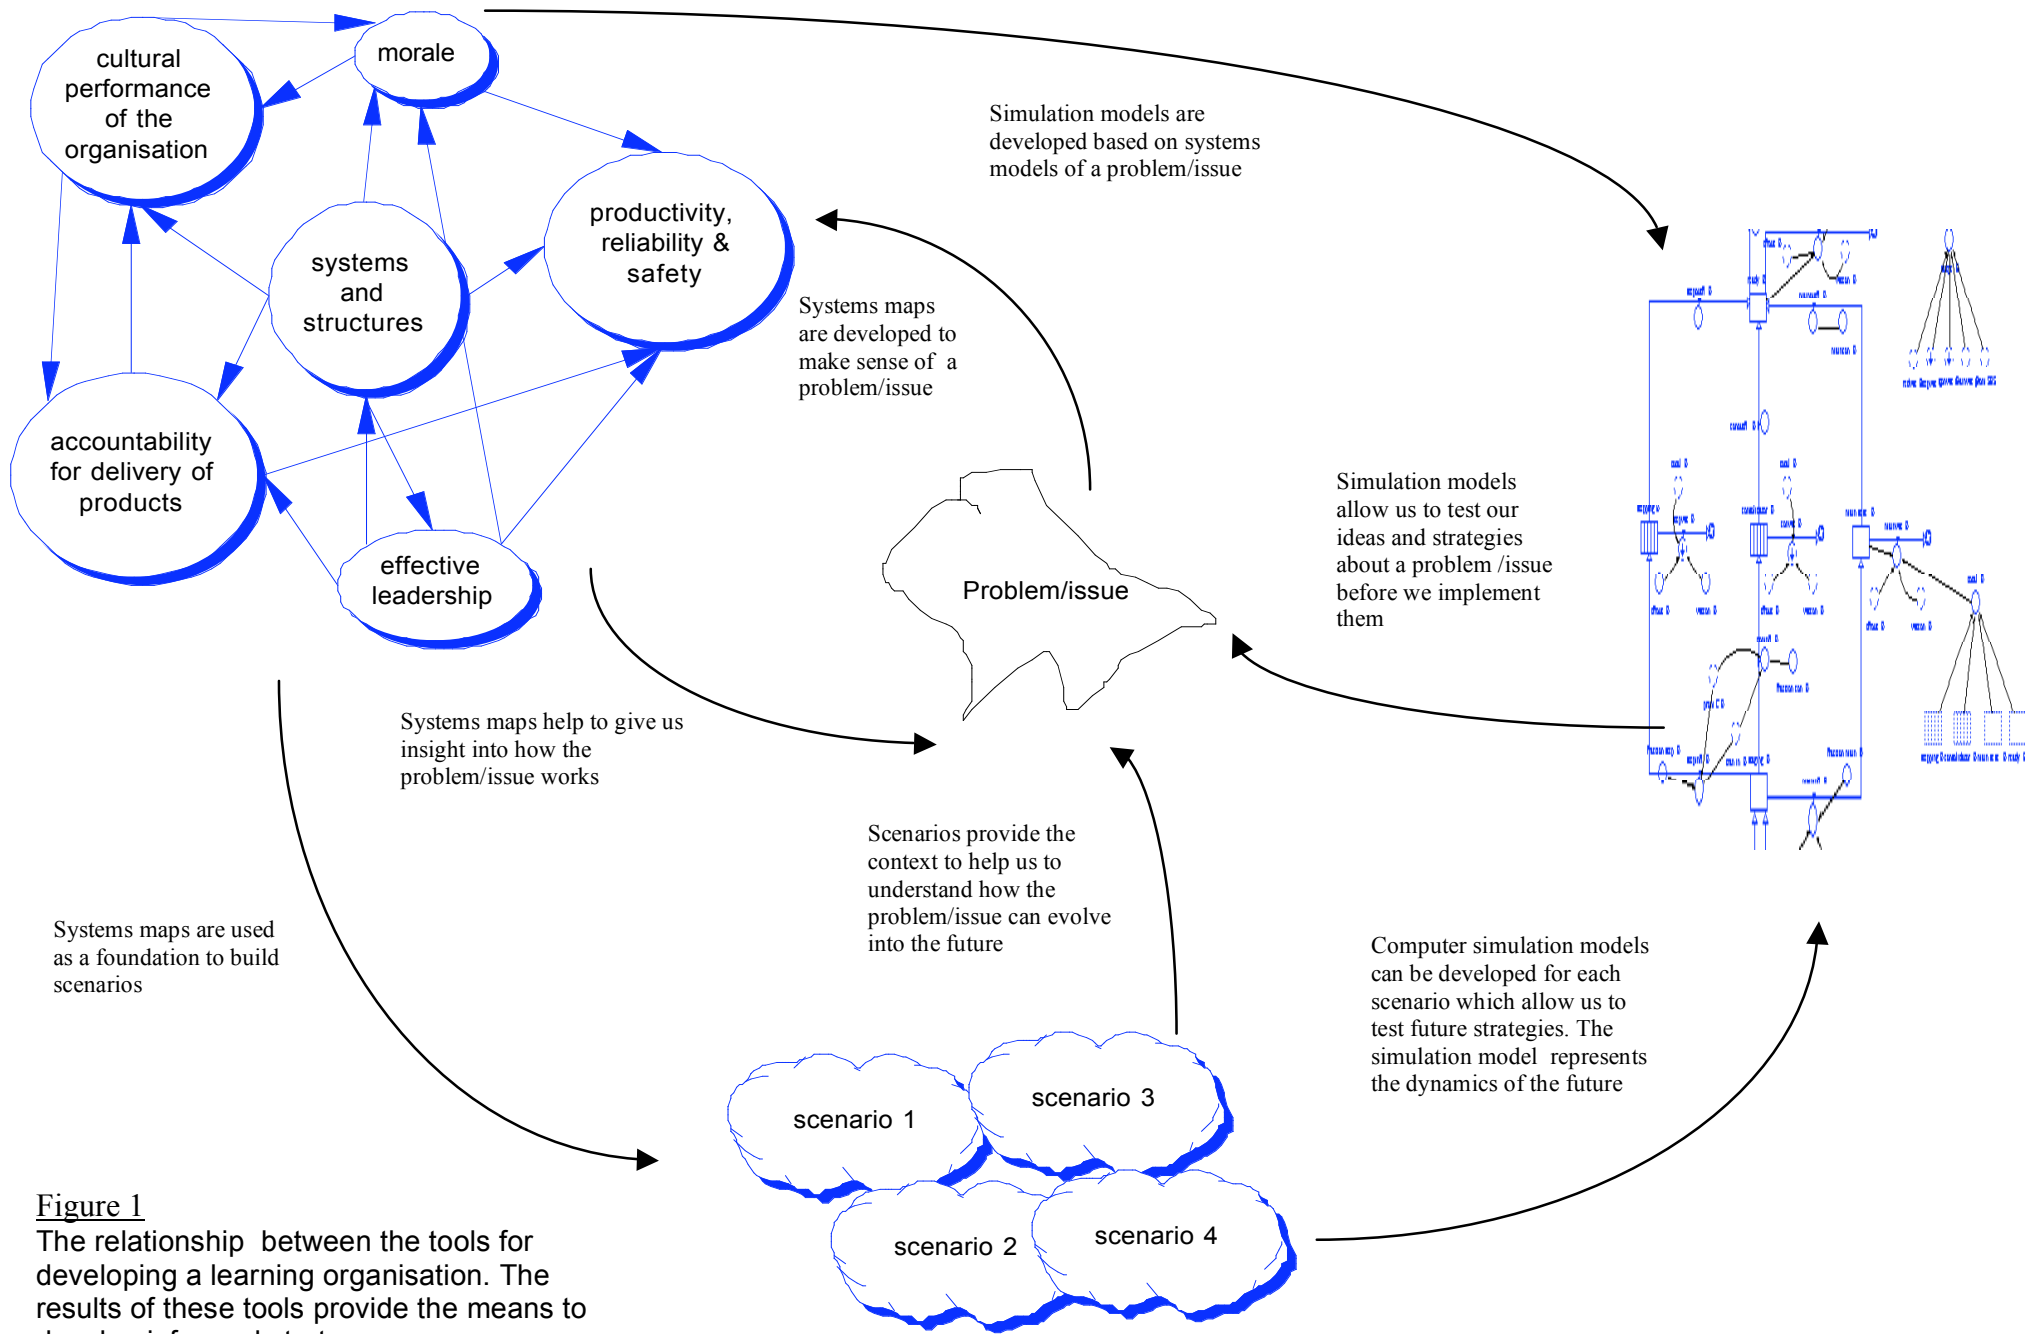 cultural
performance
of the
organisation
morale
systems
and
structures
productivity,
reliability &
safety
accountability
for delivery of
products
effective
leadership
Simulation models are
developed based on systems
models of a problem/issue
Systems maps
are developed to
make sense of a
problem/issue
Problem/issue
Simulation models
allow us to test our
ideas and strategies
about a problem /issue
before we implement
them
Systems maps help to give us
insight into how the
problem/issue works
Scenarios provide the
context to help us to
understand how the
problem/issue can evolve
into the future
Systems maps are used
as a foundation to build
scenarios
Computer simulation models
can be developed for each
scenario which allow us to
test future strategies. The
simulation model represents
the dynamics of the future
scenario 1
scenario 3
scenario 2
scenario 4
Figure 1
The relationship between the tools for
developing a learning organisation. The
results of these tools provide the means to